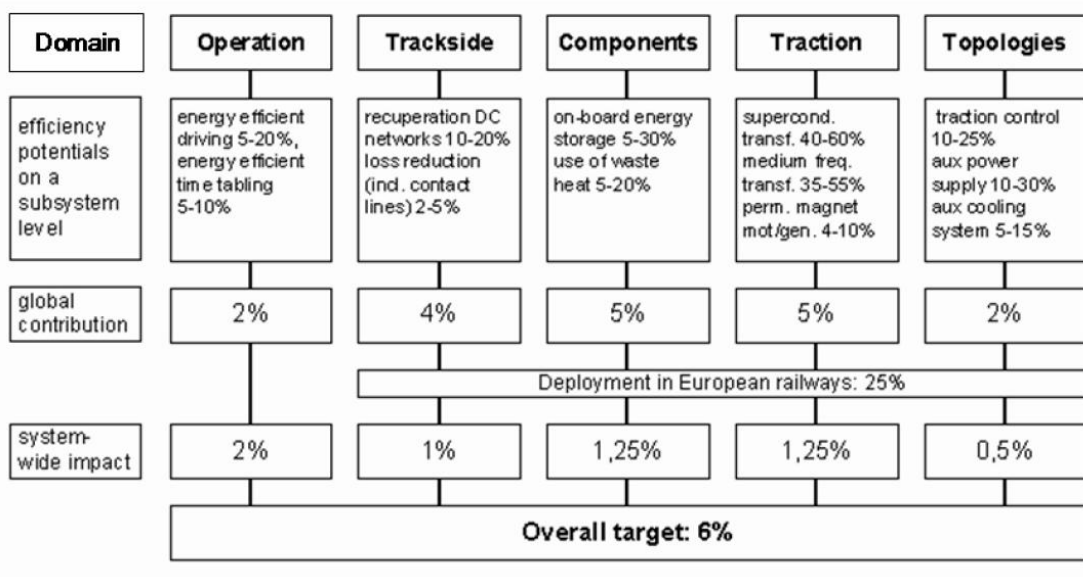 Domain
Operation
Trackside
Components
Traction
Topologies
efficiency
potentials
on a
subsystem
level
energy efficient
driving 5-20%,
energy efficient
time tabling
5-10%
recuperation DC
networks 10-20%
loss reduction
(incl. contact
lines) 2-5%
on-board energy
storage 5-30%
use of waste
heat 5-20%
supercond.
transf. 40-60%
medium freq.
transf. 35-55%
perm. magnet
mot/gen. 4-10%
traction control
10-25%
aux power
supply 10-30%
aux cooling
system 5-15%
global
contribution
2%
4%
5%
5%
2%
Deployment in European railways: 25%
system-
wide impact
2%
1%
1,25%
1,25%
0,5%
Overall target: 6%